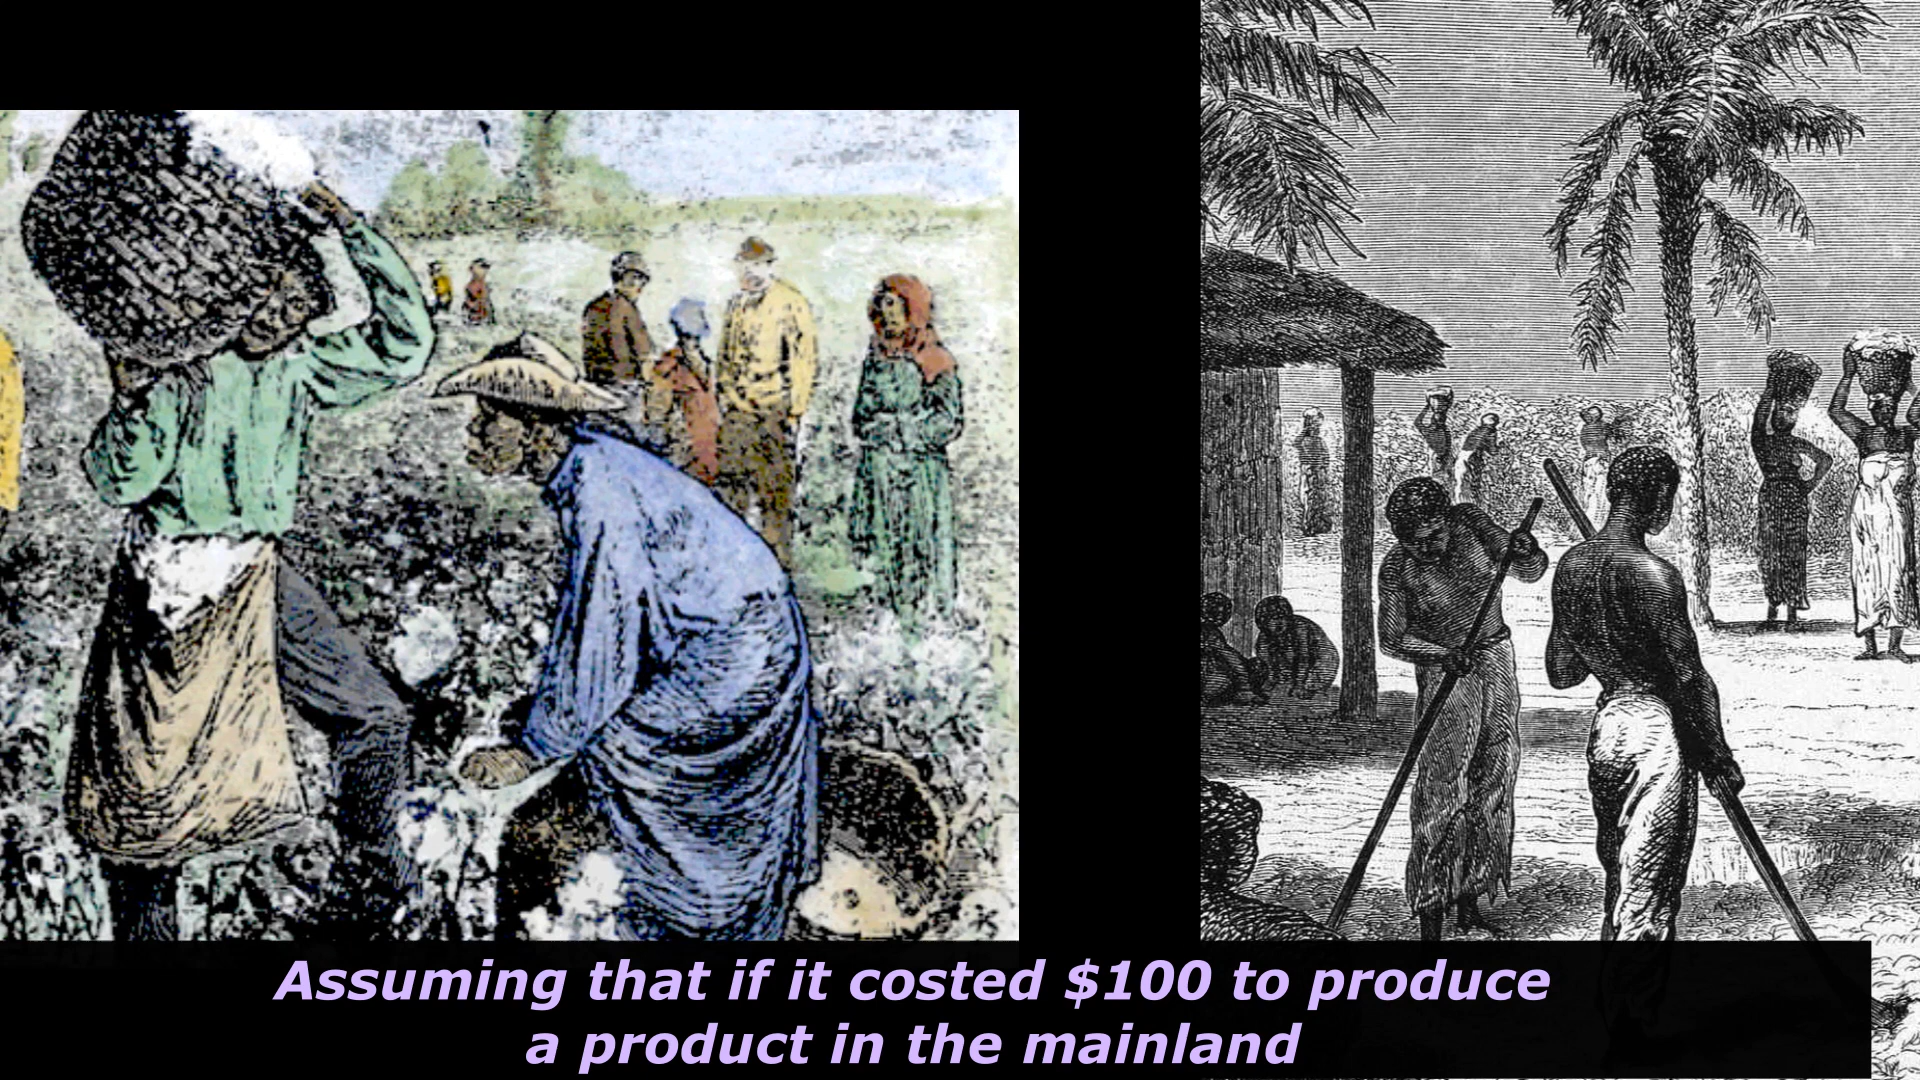 Assuming that if it costed $100 to produce
a product in the mainland